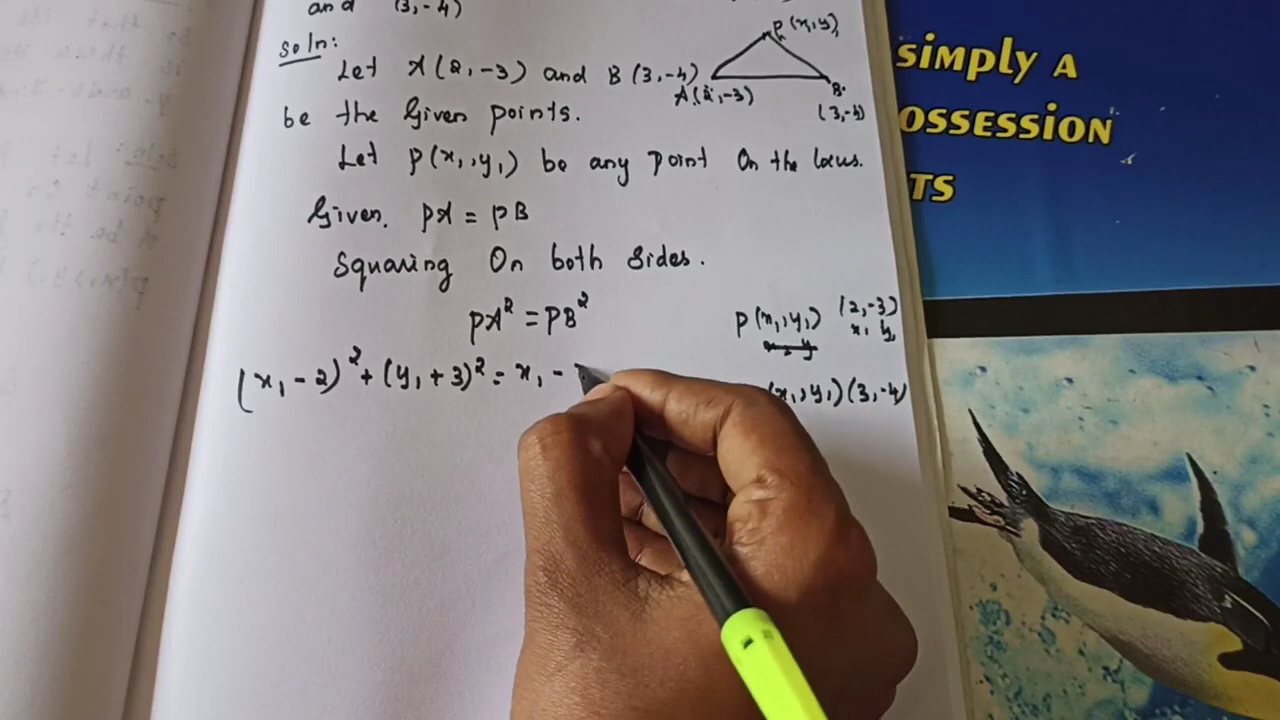 and (3,-4)
Soln:
Let A(2,-3) and B(3,-4)
be the Given points.
Let P(x₁,y₁) be any point On the locus.
Given. PA = PB
Squaring On both Sides.
PA² = PB²
(x₁-2)² + (y₁+3)² = x₁ -
P(x₁,y₁)
A(2,-3)
B.
(3,-4)
P(x₁,y₁) (2,-3)
x₁ y₁
(x₁,y₁)(3,-4)
SIMPLY A
OSSESSION
TS